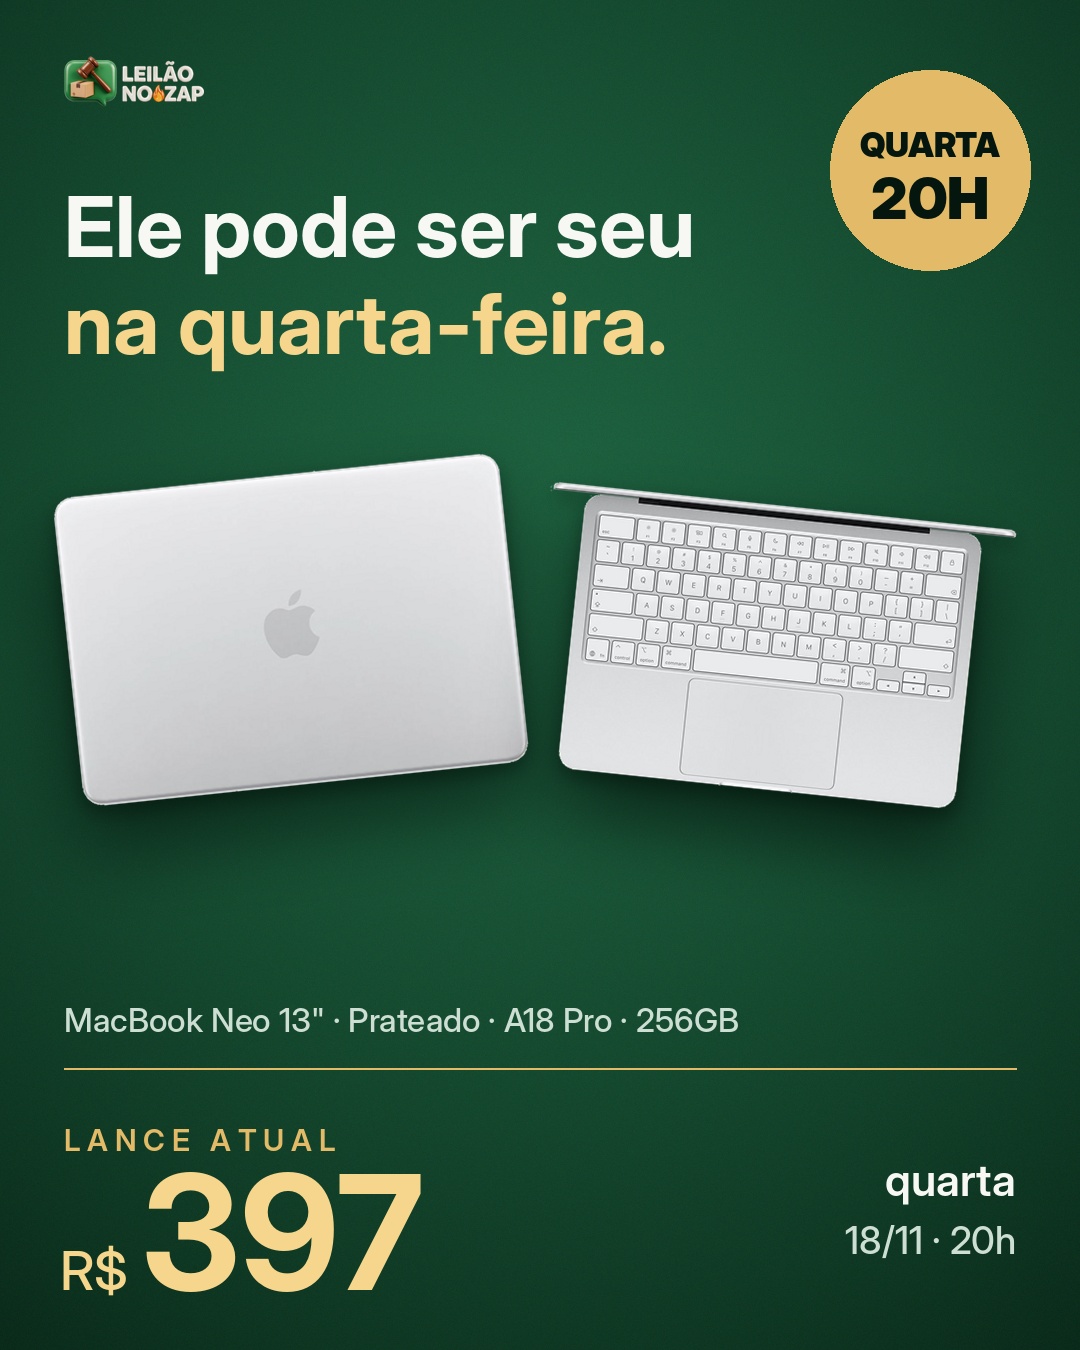 LEILÃO
NO ZAP
QUARTA
20H
Ele pode ser seu
na quarta-feira.
MacBook Neo 13" · Prateado · A18 Pro · 256GB
LANCE ATUAL
R$ 397
quarta
18/11 · 20h